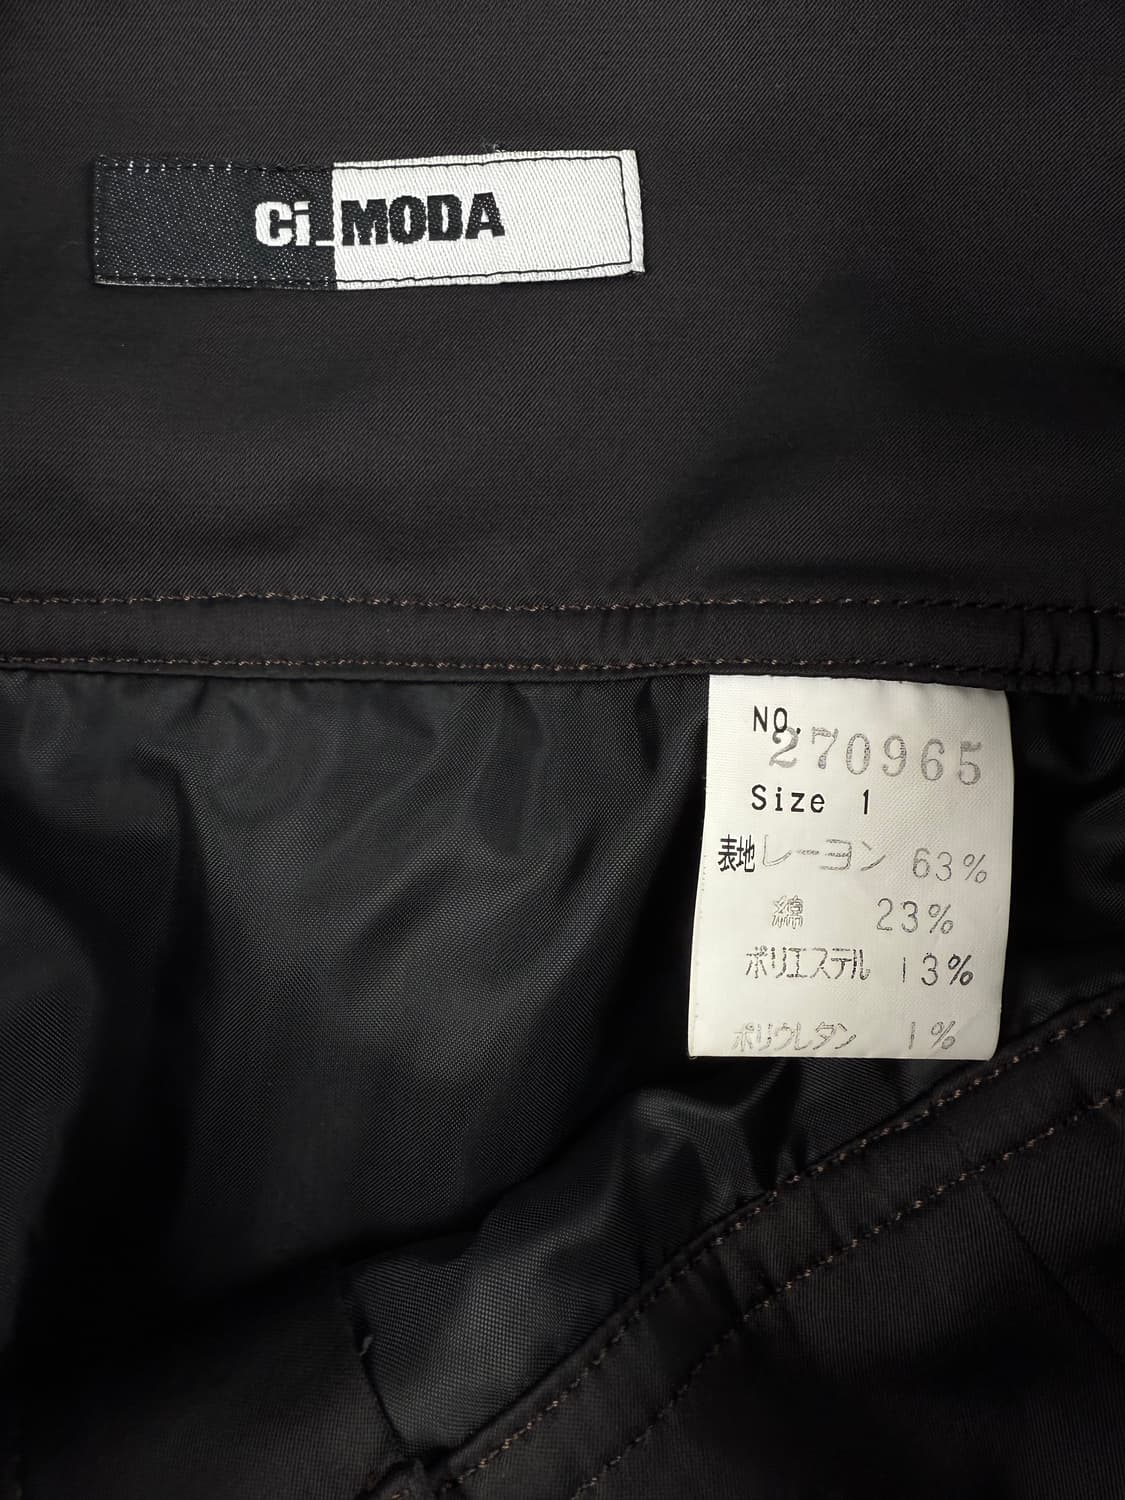 Ci_MODA
NO. 270965
Size 1
表地 レーヨン 63%
綿 23%
ポリエステル 13%
ポリウレタン 1%